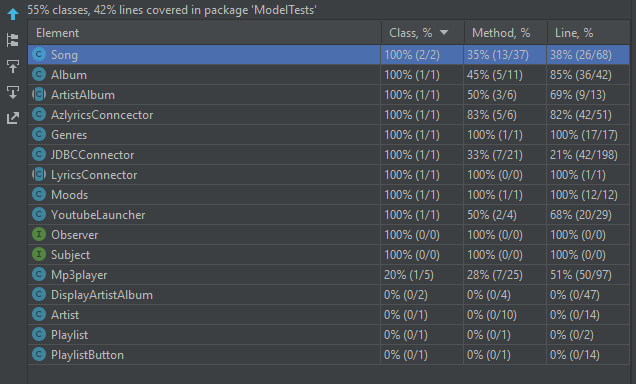 55% classes, 42% lines covered in package 'ModelTests'
Element Class, % Method, % Line, %
C Song 100% (2/2) 35% (13/37) 38% (26/68)
C Album 100% (1/1) 45% (5/11) 85% (36/42)
C ArtistAlbum 100% (1/1) 50% (3/6) 69% (9/13)
C AzlyricsConncector 100% (1/1) 83% (5/6) 82% (42/51)
C Genres 100% (1/1) 100% (1/1) 100% (17/17)
C JDBCConnector 100% (1/1) 33% (7/21) 21% (42/198)
C LyricsConnector 100% (1/1) 100% (0/0) 100% (1/1)
C Moods 100% (1/1) 100% (1/1) 100% (12/12)
C YoutubeLauncher 100% (1/1) 50% (2/4) 68% (20/29)
I Observer 100% (0/0) 100% (0/0) 100% (0/0)
I Subject 100% (0/0) 100% (0/0) 100% (0/0)
C Mp3player 20% (1/5) 28% (7/25) 51% (50/97)
C DisplayArtistAlbum 0% (0/2) 0% (0/4) 0% (0/47)
C Artist 0% (0/1) 0% (0/10) 0% (0/14)
C Playlist 0% (0/1) 0% (0/1) 0% (0/2)
C PlaylistButton 0% (0/1) 0% (0/1) 0% (0/14)